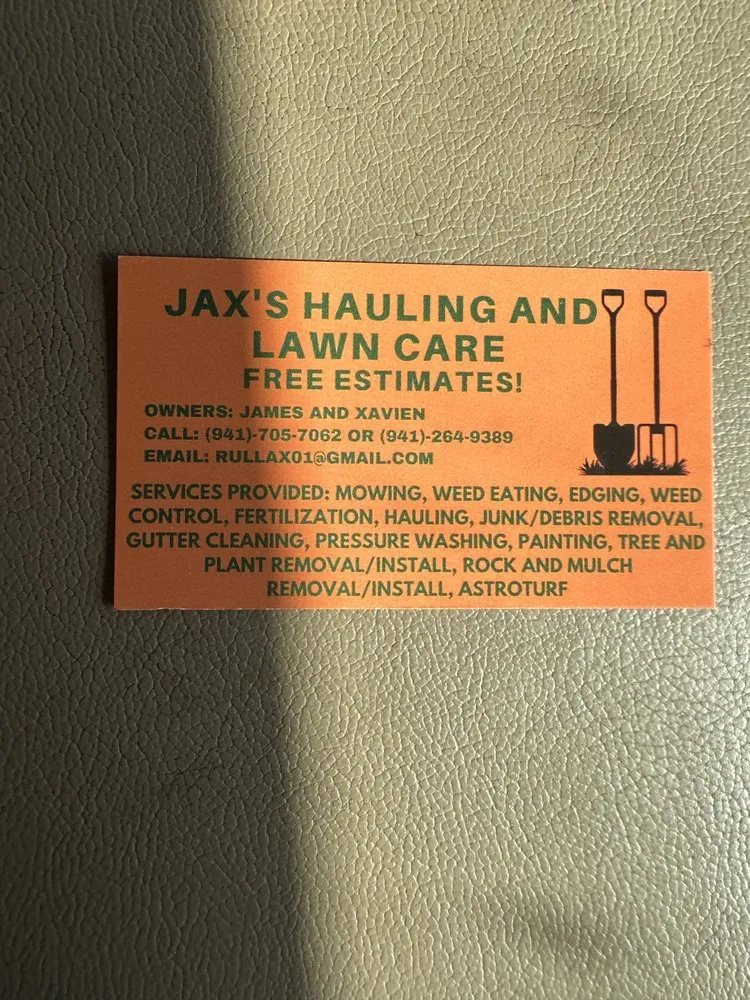 JAX'S HAULING AND
LAWN CARE
FREE ESTIMATES!
OWNERS: JAMES AND XAVIEN
CALL: (941)-705-7062 OR (941)-264-9389
EMAIL: RULLAX01@GMAIL.COM
SERVICES PROVIDED: MOWING, WEED EATING, EDGING, WEED
CONTROL, FERTILIZATION, HAULING, JUNK/DEBRIS REMOVAL,
GUTTER CLEANING, PRESSURE WASHING, PAINTING, TREE AND
PLANT REMOVAL/INSTALL, ROCK AND MULCH
REMOVAL/INSTALL, ASTROTURF